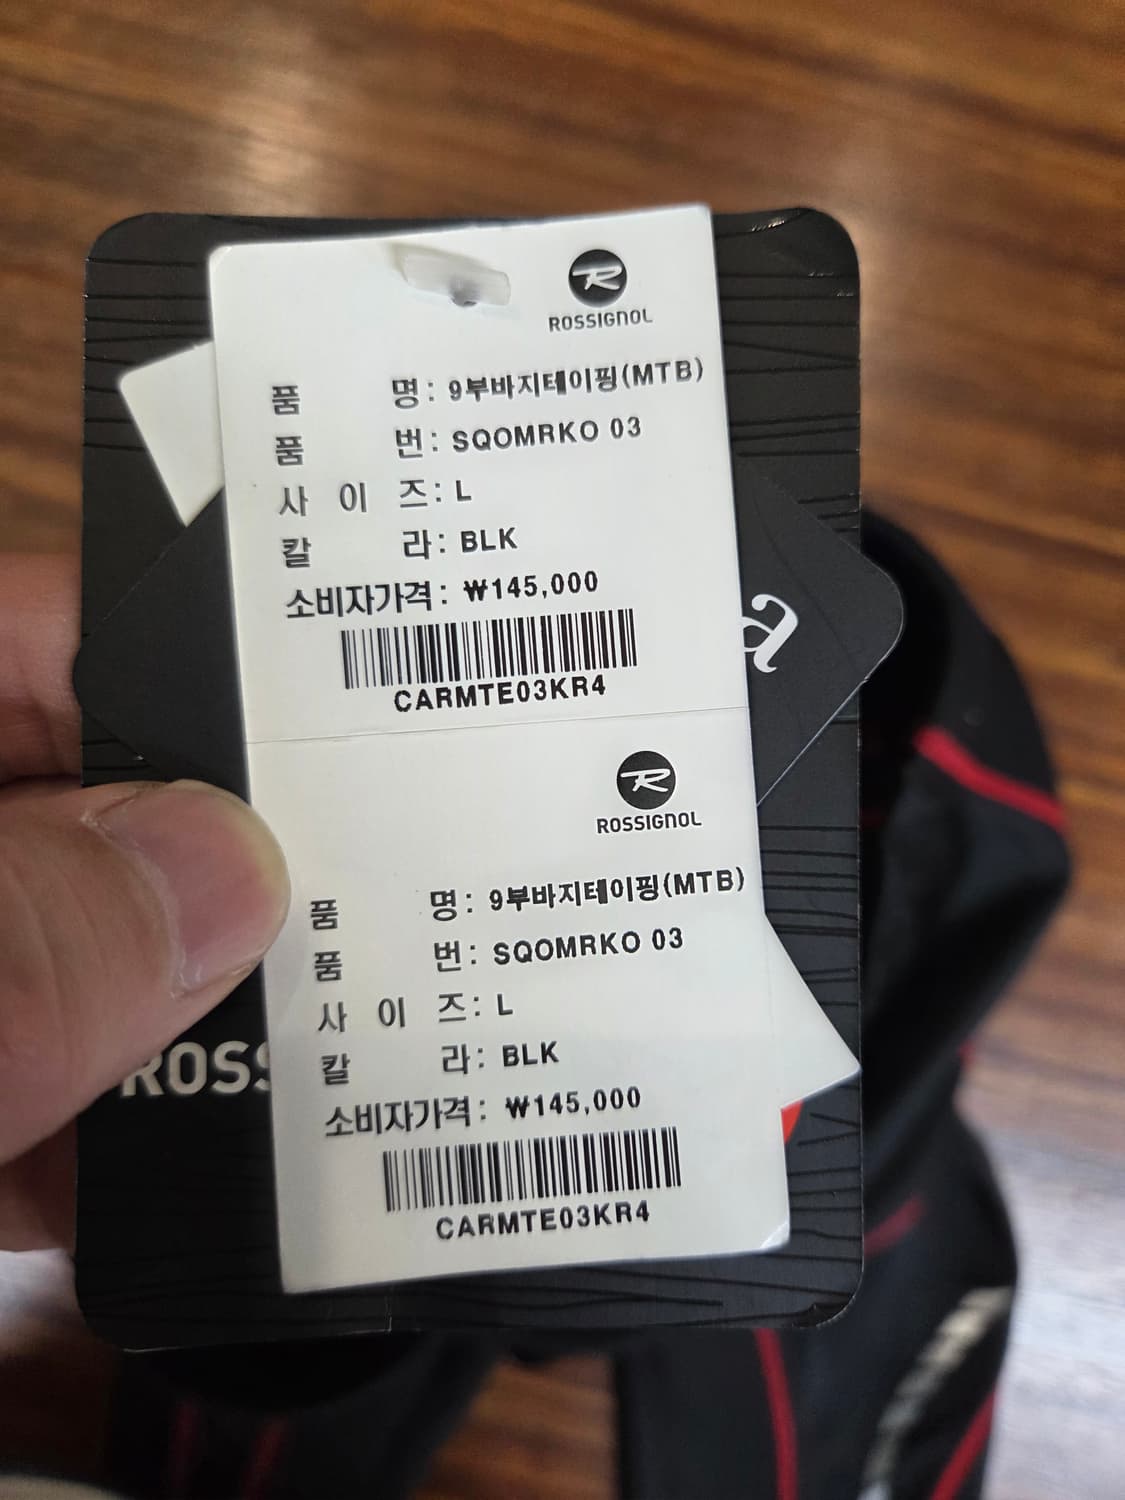 ROSSIGNOL
품 명: 9부바지테이핑(MTB)
품 번: SQOMRKO 03
사 이 즈: L
칼 라: BLK
소비자가격: ₩145,000
CARMTE03KR4
a
ROSSIGNOL
품 명: 9부바지테이핑(MTB)
품 번: SQOMRKO 03
사 이 즈: L
칼 라: BLK
소비자가격: ₩145,000
CARMTE03KR4
ROSS